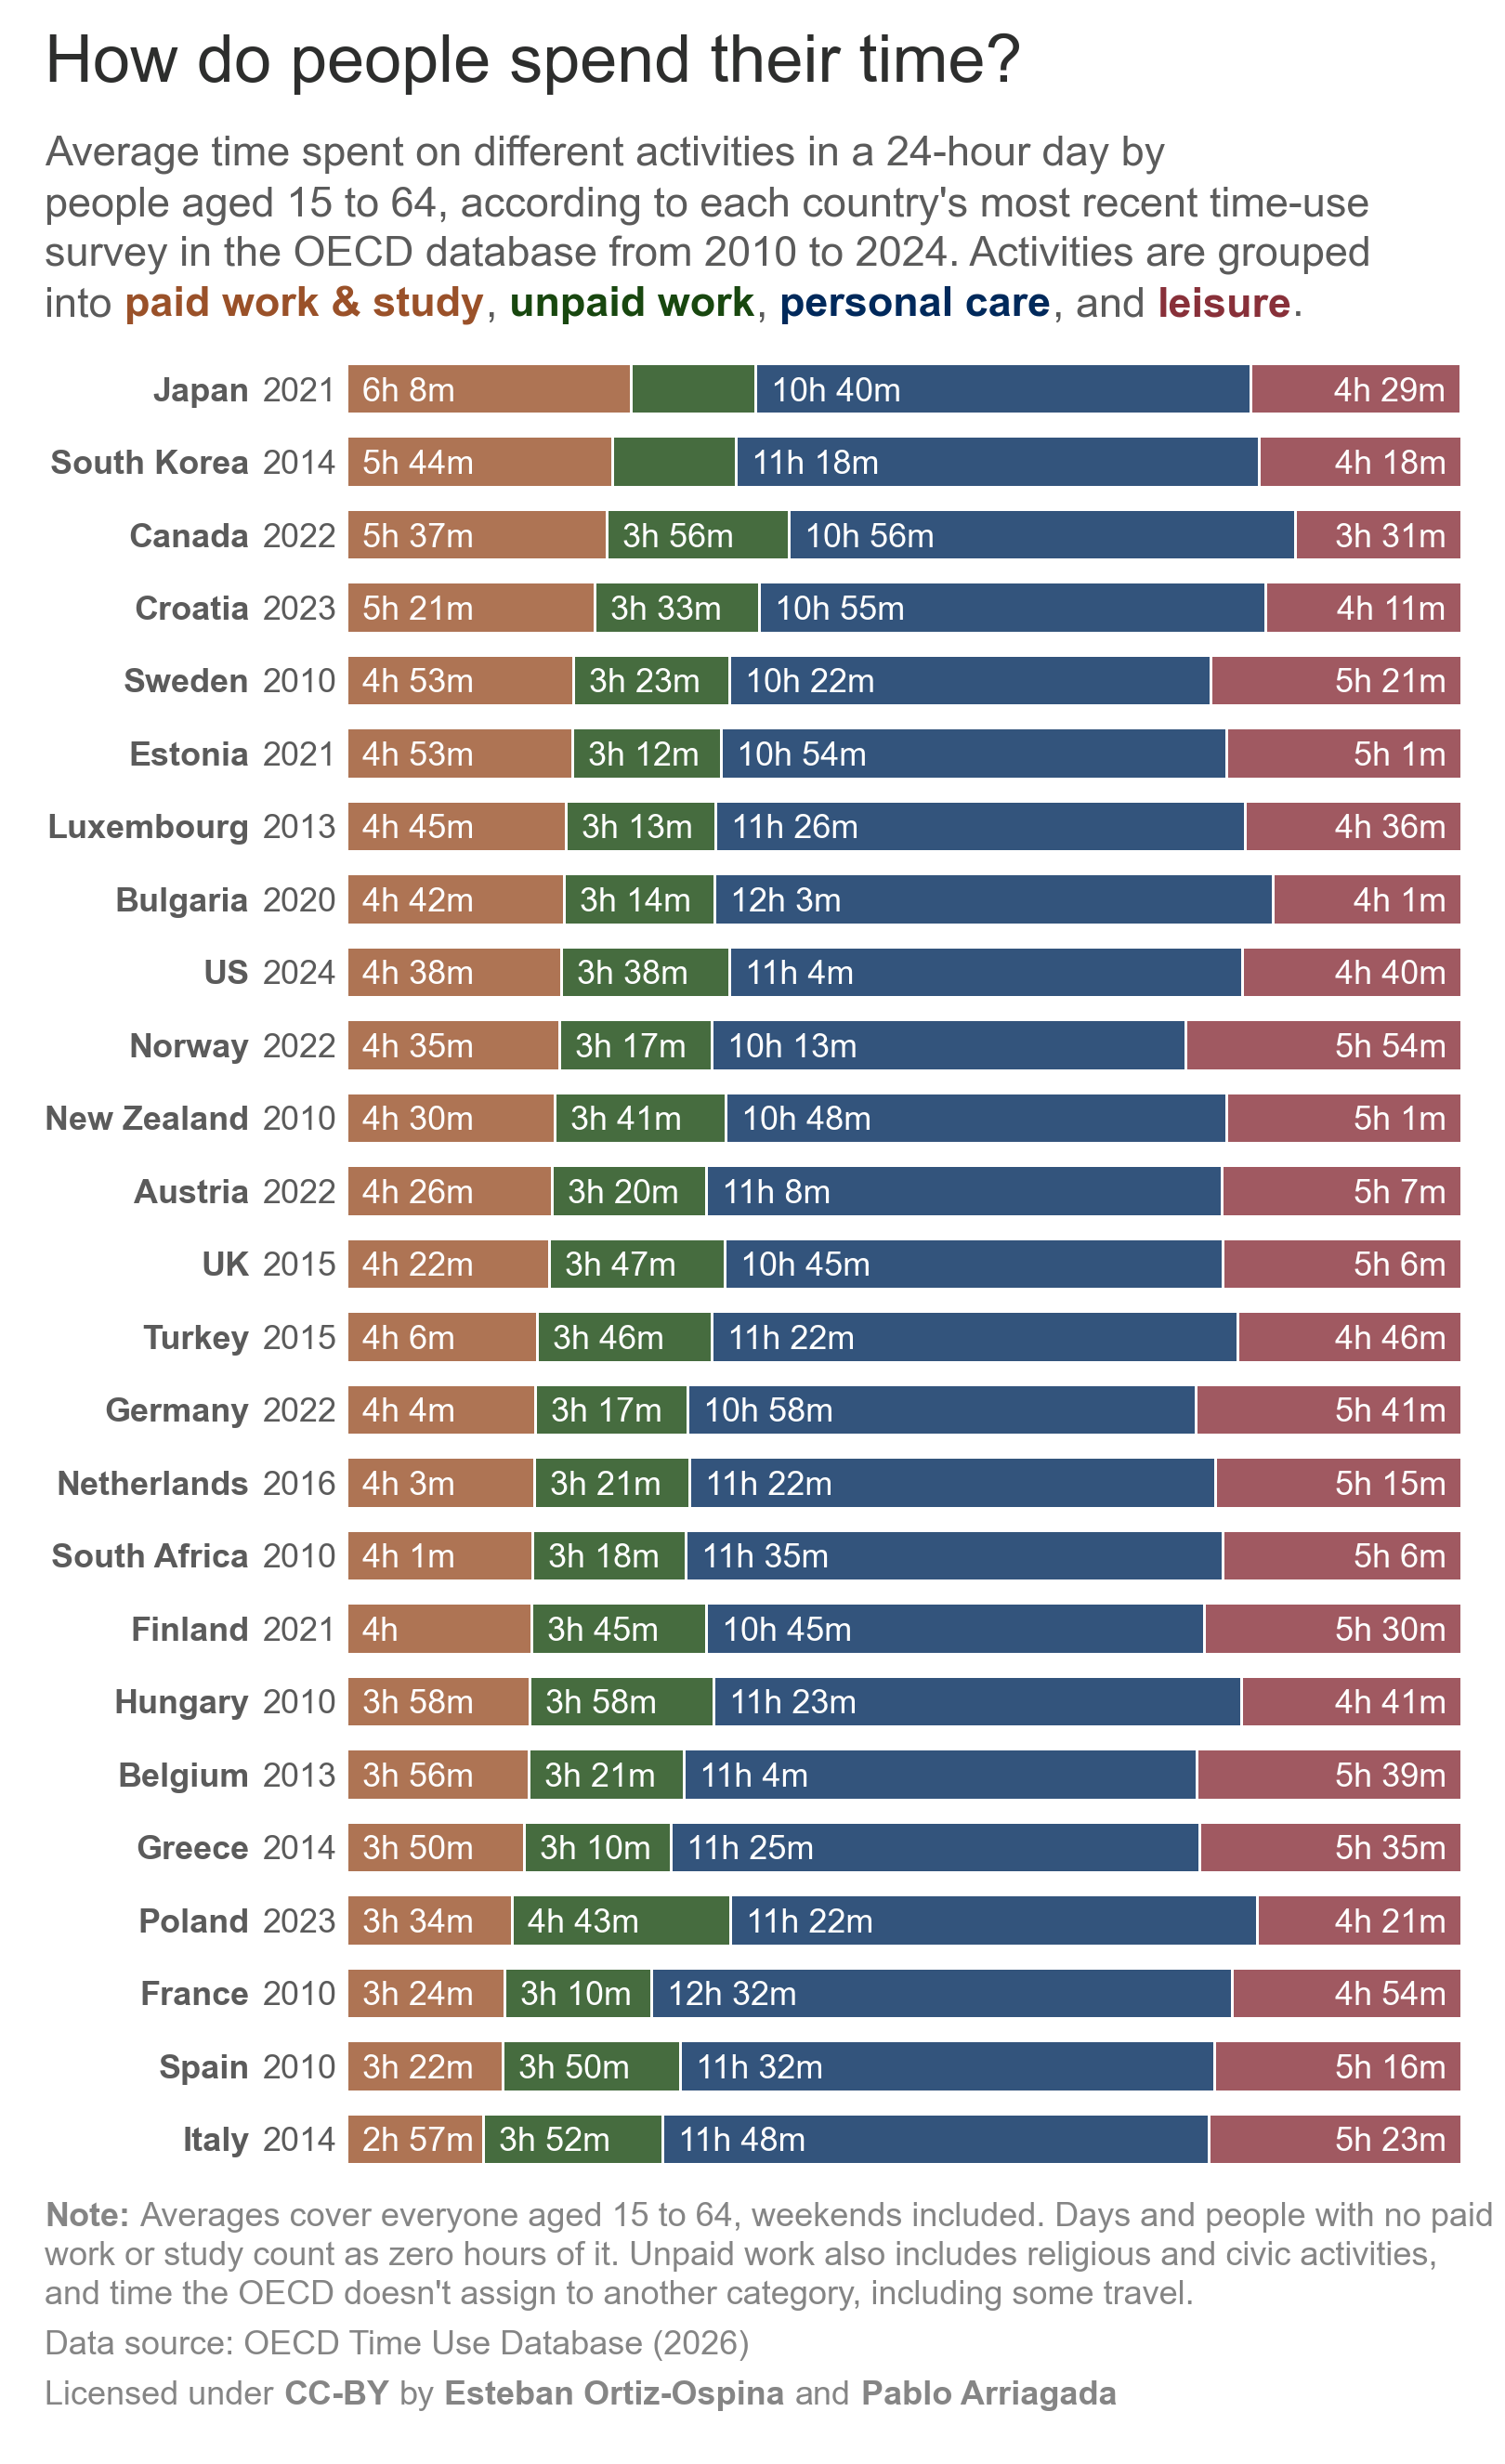 How do people spend their time?
Average time spent on different activities in a 24-hour day by
people aged 15 to 64, according to each country's most recent time-use
survey in the OECD database from 2010 to 2024. Activities are grouped
into paid work & study, unpaid work, personal care, and leisure.
Japan 2021 6h 8m 10h 40m 4h 29m
South Korea 2014 5h 44m 11h 18m 4h 18m
Canada 2022 5h 37m 3h 56m 10h 56m 3h 31m
Croatia 2023 5h 21m 3h 33m 10h 55m 4h 11m
Sweden 2010 4h 53m 3h 23m 10h 22m 5h 21m
Estonia 2021 4h 53m 3h 12m 10h 54m 5h 1m
Luxembourg 2013 4h 45m 3h 13m 11h 26m 4h 36m
Bulgaria 2020 4h 42m 3h 14m 12h 3m 4h 1m
US 2024 4h 38m 3h 38m 11h 4m 4h 40m
Norway 2022 4h 35m 3h 17m 10h 13m 5h 54m
New Zealand 2010 4h 30m 3h 41m 10h 48m 5h 1m
Austria 2022 4h 26m 3h 20m 11h 8m 5h 7m
UK 2015 4h 22m 3h 47m 10h 45m 5h 6m
Turkey 2015 4h 6m 3h 46m 11h 22m 4h 46m
Germany 2022 4h 4m 3h 17m 10h 58m 5h 41m
Netherlands 2016 4h 3m 3h 21m 11h 22m 5h 15m
South Africa 2010 4h 1m 3h 18m 11h 35m 5h 6m
Finland 2021 4h 3h 45m 10h 45m 5h 30m
Hungary 2010 3h 58m 3h 58m 11h 23m 4h 41m
Belgium 2013 3h 56m 3h 21m 11h 4m 5h 39m
Greece 2014 3h 50m 3h 10m 11h 25m 5h 35m
Poland 2023 3h 34m 4h 43m 11h 22m 4h 21m
France 2010 3h 24m 3h 10m 12h 32m 4h 54m
Spain 2010 3h 22m 3h 50m 11h 32m 5h 16m
Italy 2014 2h 57m 3h 52m 11h 48m 5h 23m
Note: Averages cover everyone aged 15 to 64, weekends included. Days and people with no paid
work or study count as zero hours of it. Unpaid work also includes religious and civic activities,
and time the OECD doesn't assign to another category, including some travel.
Data source: OECD Time Use Database (2026)
Licensed under CC-BY by Esteban Ortiz-Ospina and Pablo Arriagada